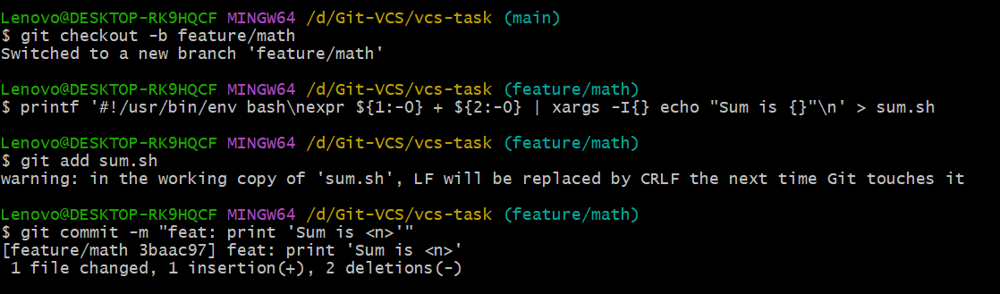 Lenovo@DESKTOP-RK9HQCF MINGW64 /d/Git-VCS/vcs-task (main)
$ git checkout -b feature/math
Switched to a new branch 'feature/math'
Lenovo@DESKTOP-RK9HQCF MINGW64 /d/Git-VCS/vcs-task (feature/math)
$ printf '#!/usr/bin/env bash\nexpr ${1:-0} + ${2:-0} | xargs -I{} echo "Sum is {}"\n' > sum.sh
Lenovo@DESKTOP-RK9HQCF MINGW64 /d/Git-VCS/vcs-task (feature/math)
$ git add sum.sh
warning: in the working copy of 'sum.sh', LF will be replaced by CRLF the next time Git touches it
Lenovo@DESKTOP-RK9HQCF MINGW64 /d/Git-VCS/vcs-task (feature/math)
$ git commit -m "feat: print 'Sum is <n>'"
[feature/math 3baac97] feat: print 'Sum is <n>'
 1 file changed, 1 insertion(+), 2 deletions(-)